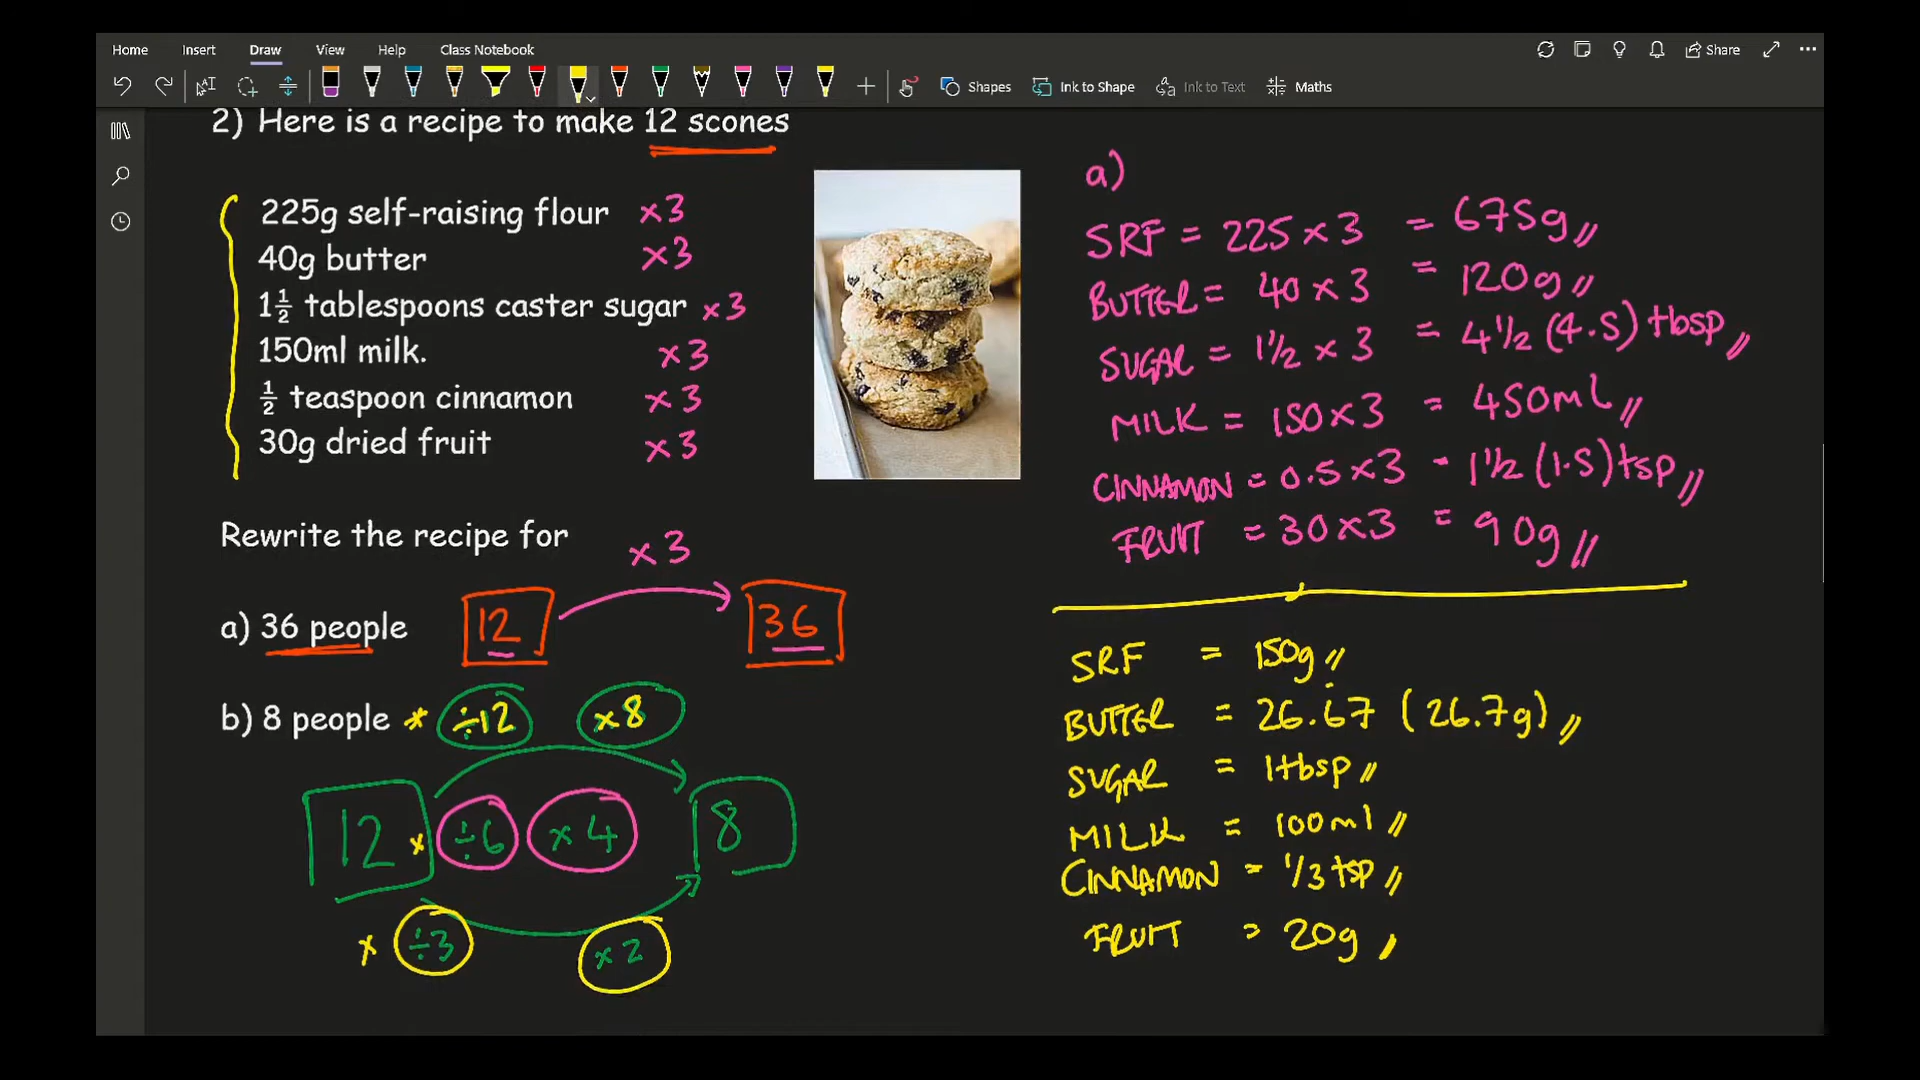 Home Insert Draw View Help Class Notebook Share
Shapes Ink to Shape Ink to Text Maths
2) Here is a recipe to make 12 scones
225g self-raising flour ×3
40g butter ×3
1½ tablespoons caster sugar ×3
150ml milk. ×3
½ teaspoon cinnamon ×3
30g dried fruit ×3
Rewrite the recipe for
×3
a) 36 people 12 36
b) 8 people * ÷12 ×8
12 × ÷6 ×4 8
× ÷3 ×2
a)
SRF = 225 × 3 = 675g
BUTTER = 40 × 3 = 120g
SUGAR = 1½ × 3 = 4½ (4.5) tbsp
MILK = 150 × 3 = 450ml
CINNAMON = 0.5 × 3 - 1½ (1.5) tsp
FRUIT = 30 × 3 = 90g
SRF = 150g
BUTTER = 26.6̇7 (26.7g)
SUGAR = 1tbsp
MILK = 100ml
CINNAMON = 1/3 tsp
FRUIT = 20g